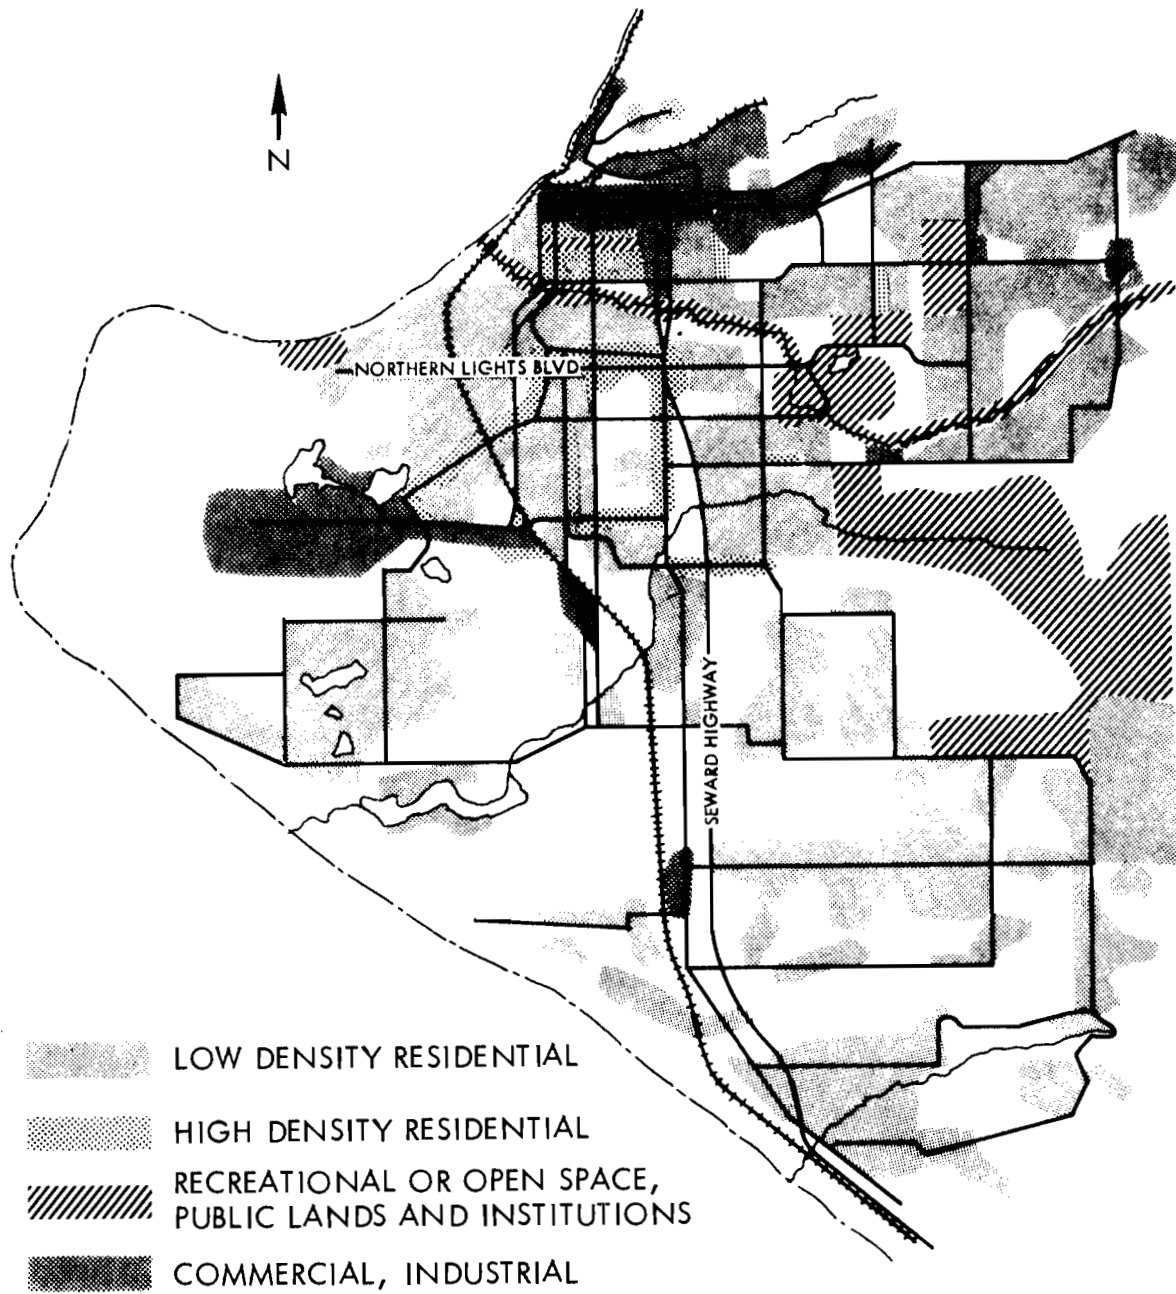 N
NORTHERN LIGHTS BLVD
SEWARD HIGHWAY
LOW DENSITY RESIDENTIAL
HIGH DENSITY RESIDENTIAL
RECREATIONAL OR OPEN SPACE,
PUBLIC LANDS AND INSTITUTIONS
COMMERCIAL, INDUSTRIAL